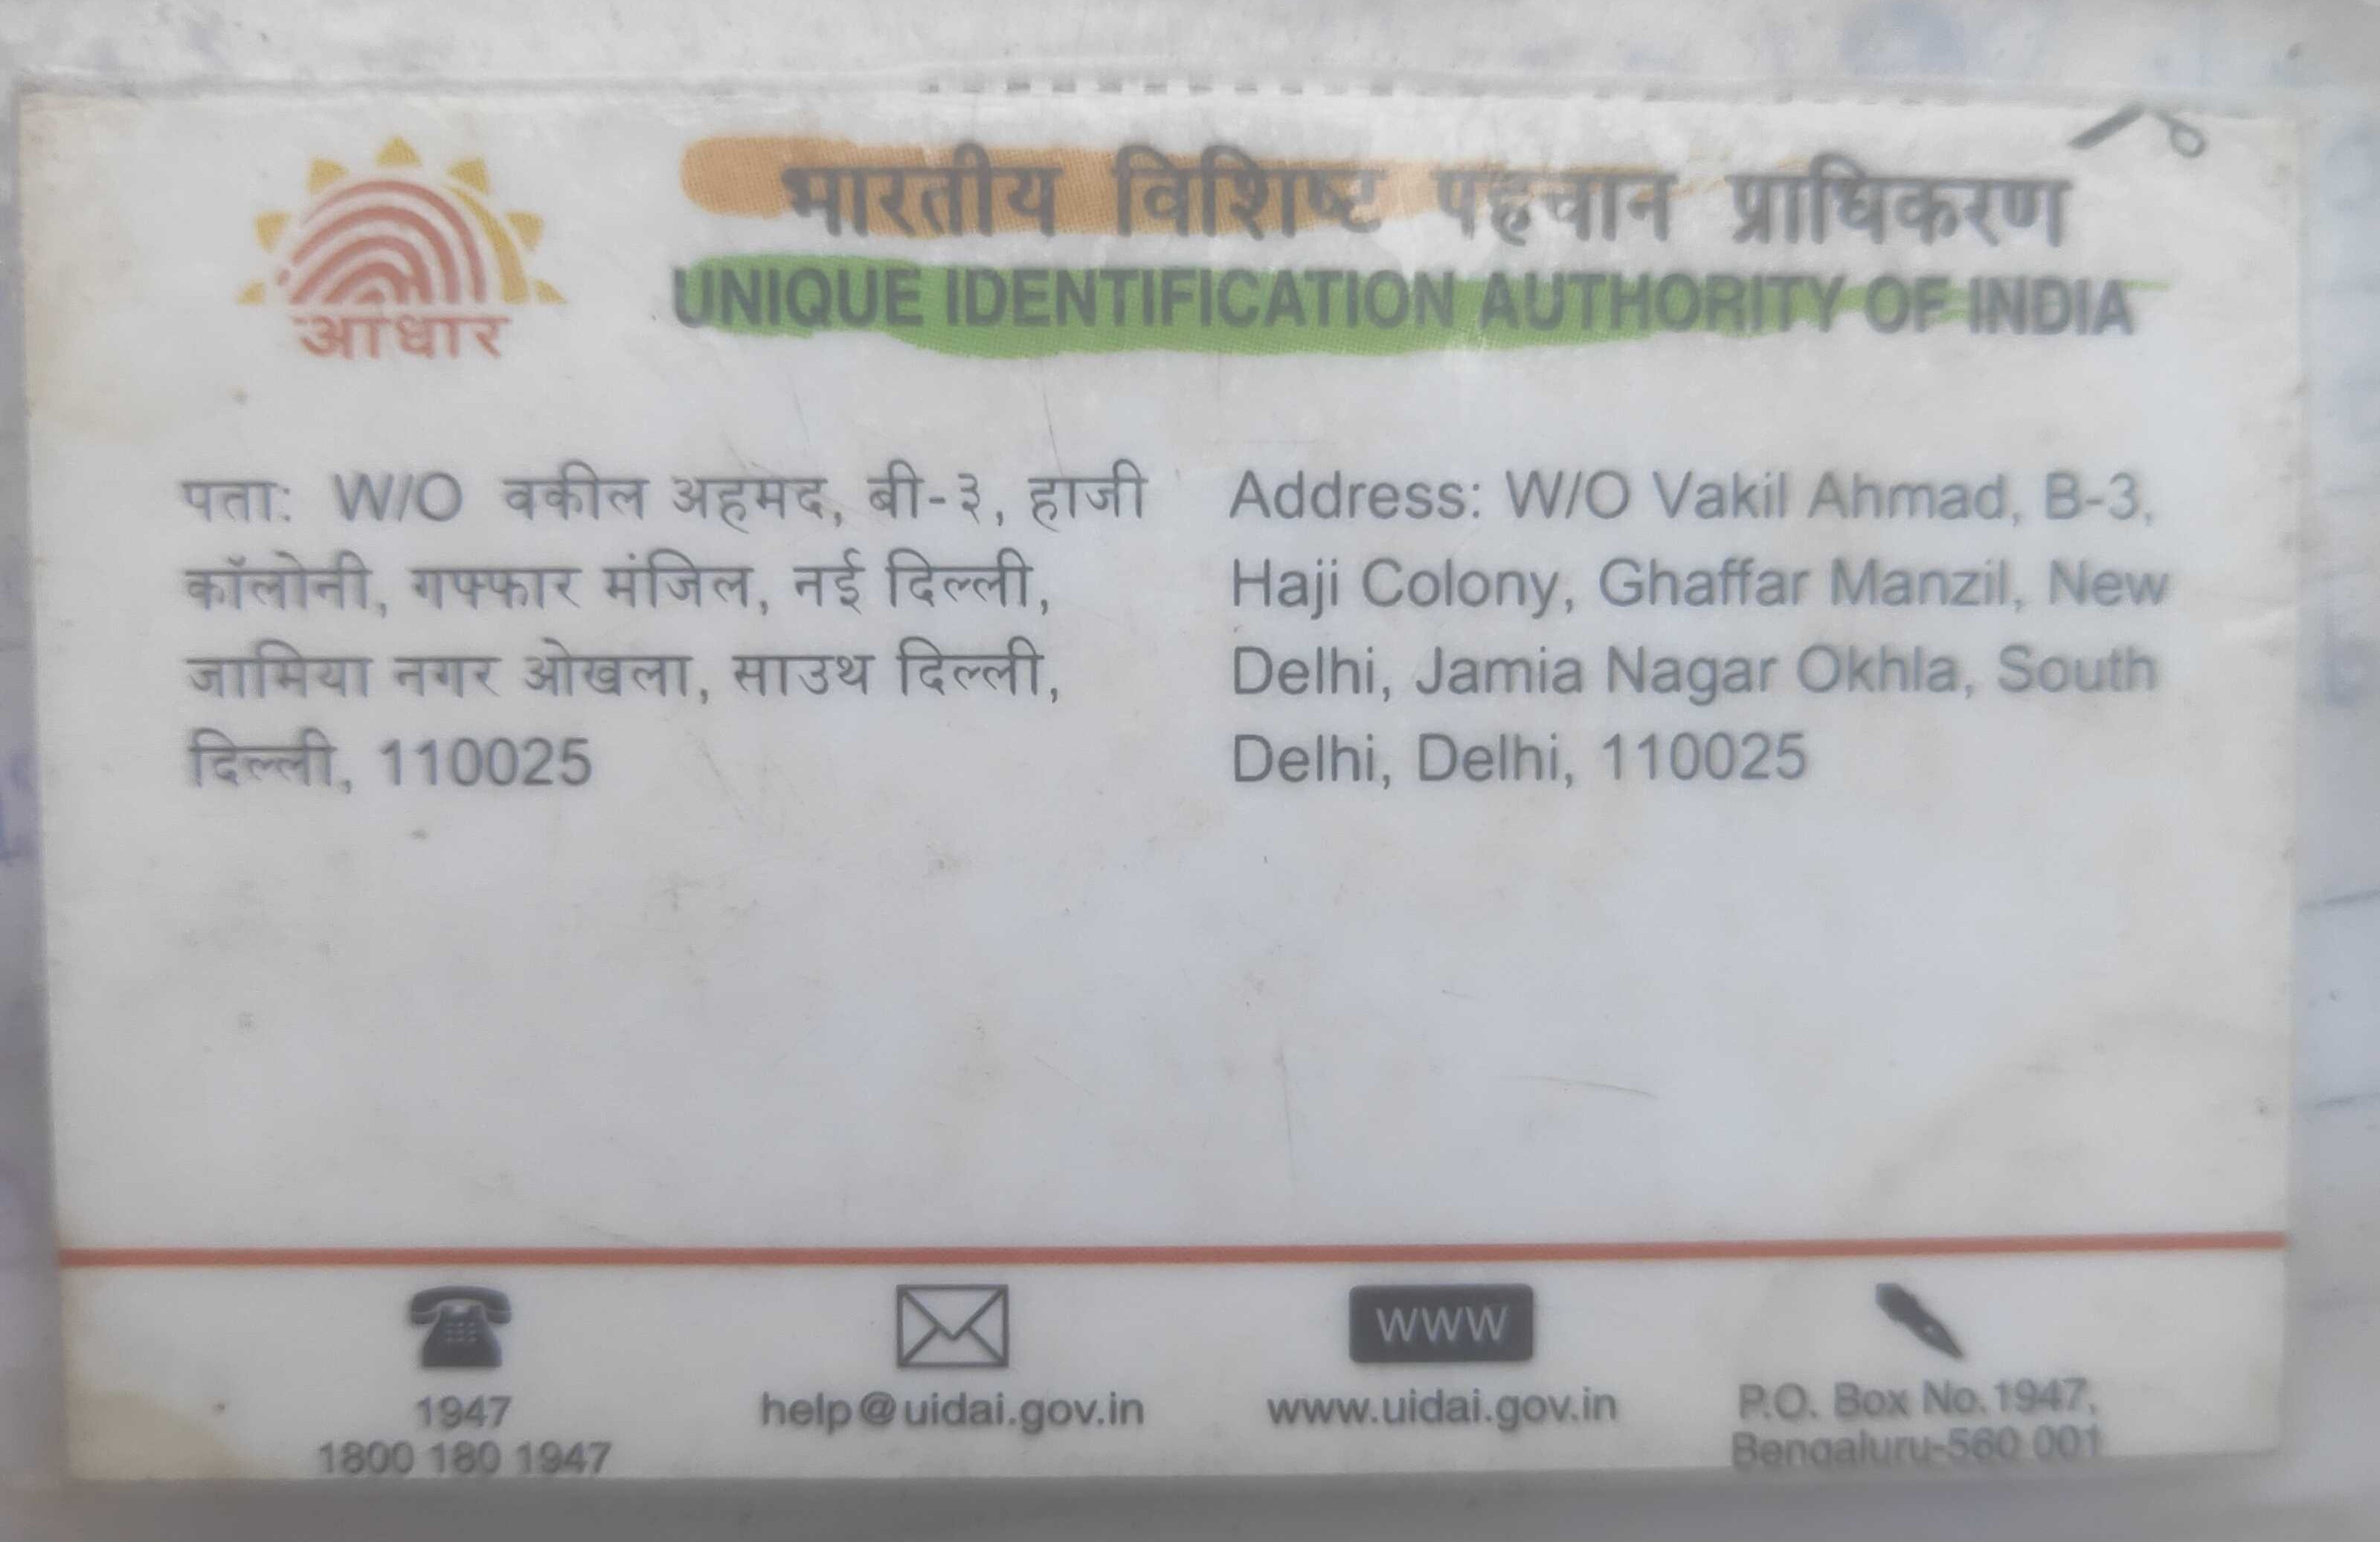 आधार
भारतीय विशिष्ट पहचान प्राधिकरण
UNIQUE IDENTIFICATION AUTHORITY OF INDIA
पता: W/O वकील अहमद, बी-३, हाजी
कॉलोनी, गफ्फार मंजिल, नई दिल्ली,
जामिया नगर ओखला, साउथ दिल्ली,
दिल्ली, 110025
Address: W/O Vakil Ahmad, B-3,
Haji Colony, Ghaffar Manzil, New
Delhi, Jamia Nagar Okhla, South
Delhi, Delhi, 110025
1947
1800 180 1947
help@uidai.gov.in
WWW
www.uidai.gov.in
P.O. Box No. 1947,
Bengaluru-560 001